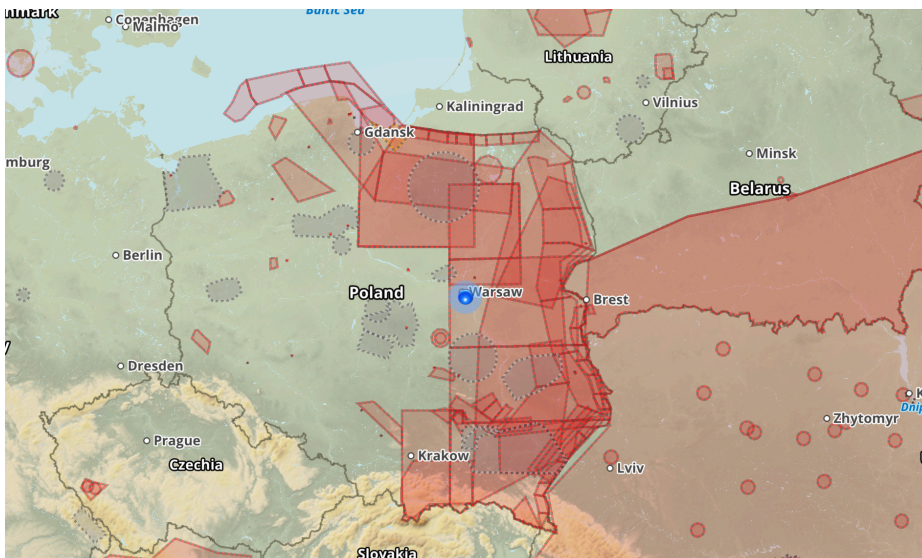 nmark
Copenhagen
Malmo
Baltic Sea
Lithuania
Kaliningrad
Vilnius
Gdansk
Minsk
mburg
Belarus
Berlin
Poland
Warsaw
Brest
Dresden
Zhytomyr
Prague
Krakow
Czechia
Lviv
Slovakia